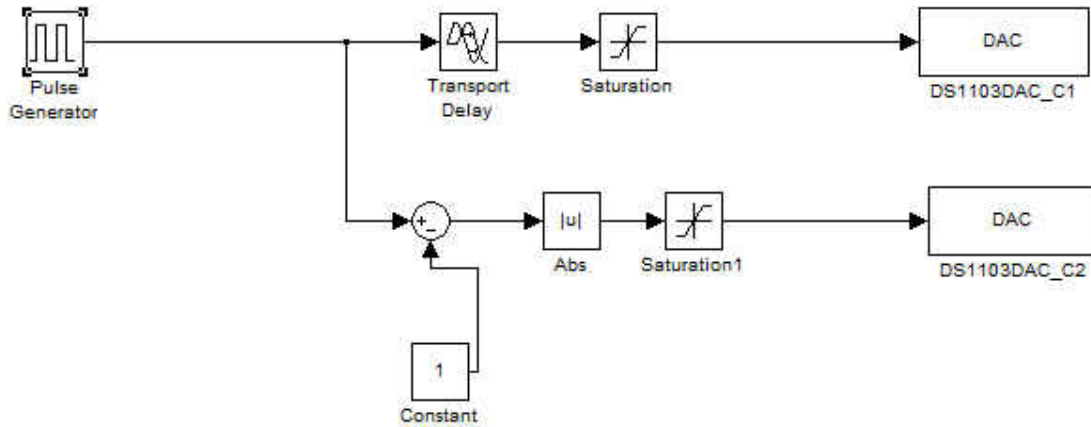 Pulse
Generator
Transport
Delay
Saturation
DAC
DS1103DAC_C1
+
−
|u|
Abs
Saturation1
DAC
DS1103DAC_C2
1
Constant